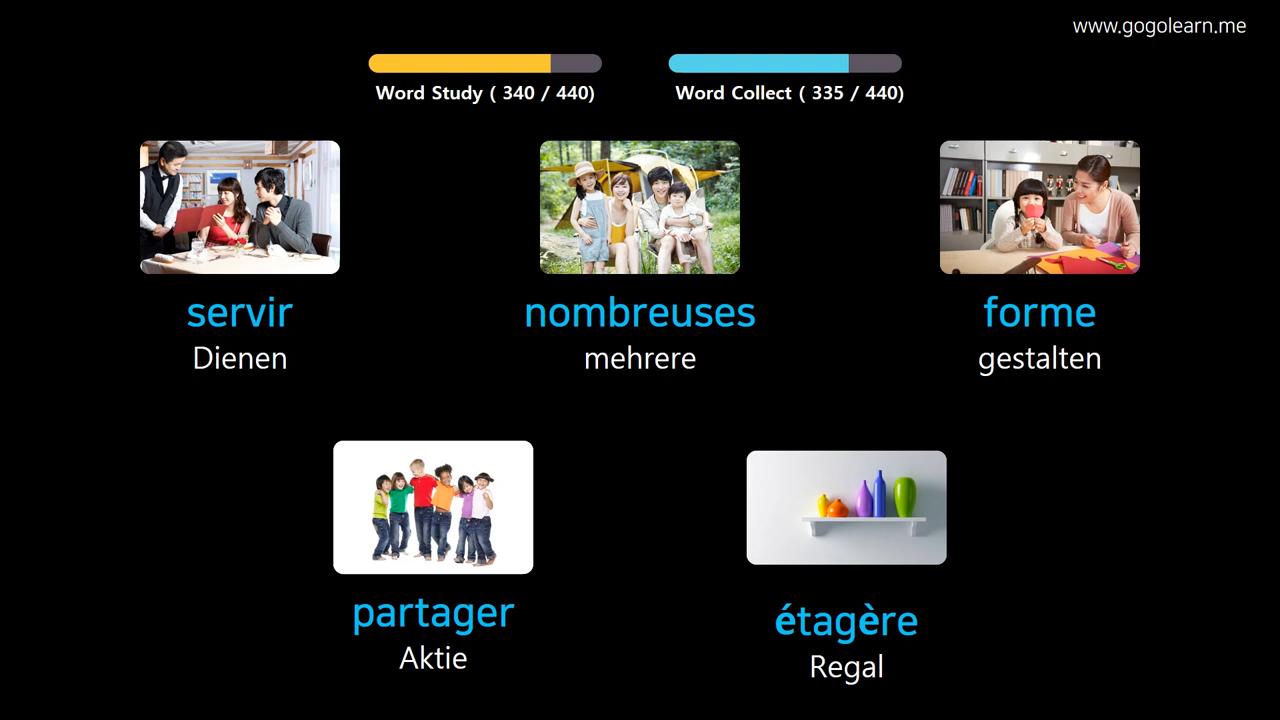 www.gogolearn.me
Word Study ( 340 / 440)
Word Collect ( 335 / 440)
servir
Dienen
nombreuses
mehrere
forme
gestalten
partager
Aktie
étagère
Regal